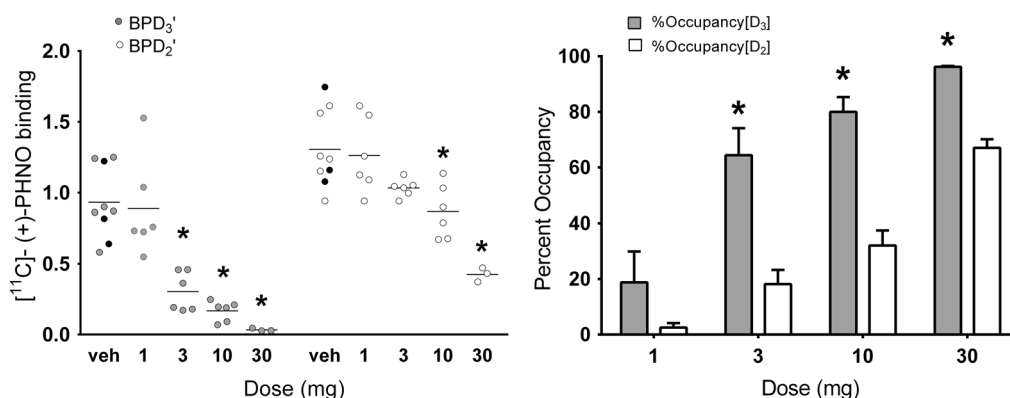 BPD₃'
BPD₂'
2.0
1.5
1.0
0.5
0.0
[¹¹C]- (+)-PHNO binding
* * * * *
veh 1 3 10 30 veh 1 3 10 30
Dose (mg)
%Occupancy[D₃]
%Occupancy[D₂]
100
80
60
40
20
0
Percent Occupancy
* * *
1 3 10 30
Dose (mg)